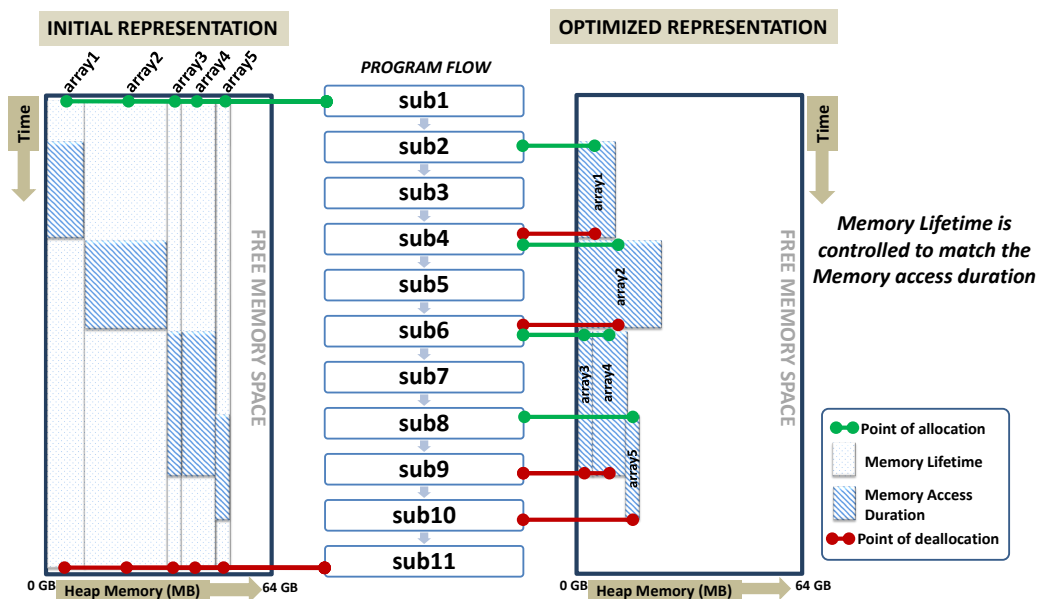 INITIAL REPRESENTATION
OPTIMIZED REPRESENTATION
array1
array2
array3
array4
array5
PROGRAM FLOW
Time
sub1
sub2
sub3
sub4
sub5
sub6
sub7
sub8
sub9
sub10
sub11
FREE MEMORY SPACE
0 GB
64 GB
Heap Memory (MB)
array1
array2
array3
array4
array5
FREE MEMORY SPACE
0 GB
64 GB
Heap Memory (MB)
Time
Memory Lifetime is
controlled to match the
Memory access duration
Point of allocation
Memory Lifetime
Memory Access
Duration
Point of deallocation